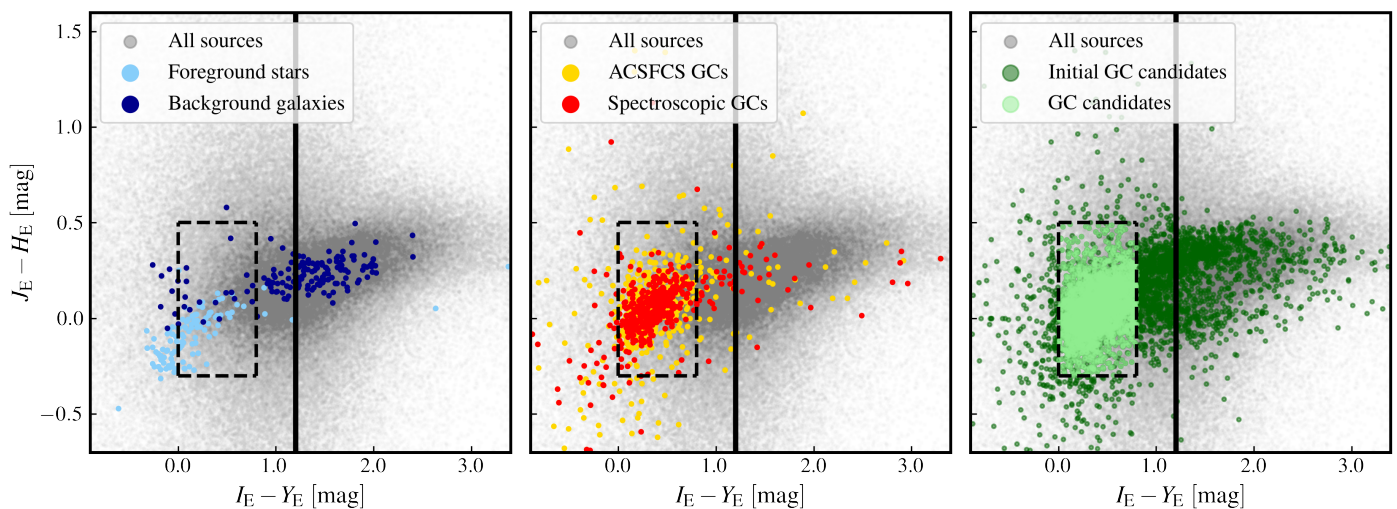 All sources
Foreground stars
Background galaxies
All sources
ACSFCS GCs
Spectroscopic GCs
All sources
Initial GC candidates
GC candidates
1.5
1.0
0.5
0.0
−0.5
J_E − H_E [mag]
0.0 1.0 2.0 3.0
0.0 1.0 2.0 3.0
0.0 1.0 2.0 3.0
I_E − Y_E [mag]
I_E − Y_E [mag]
I_E − Y_E [mag]